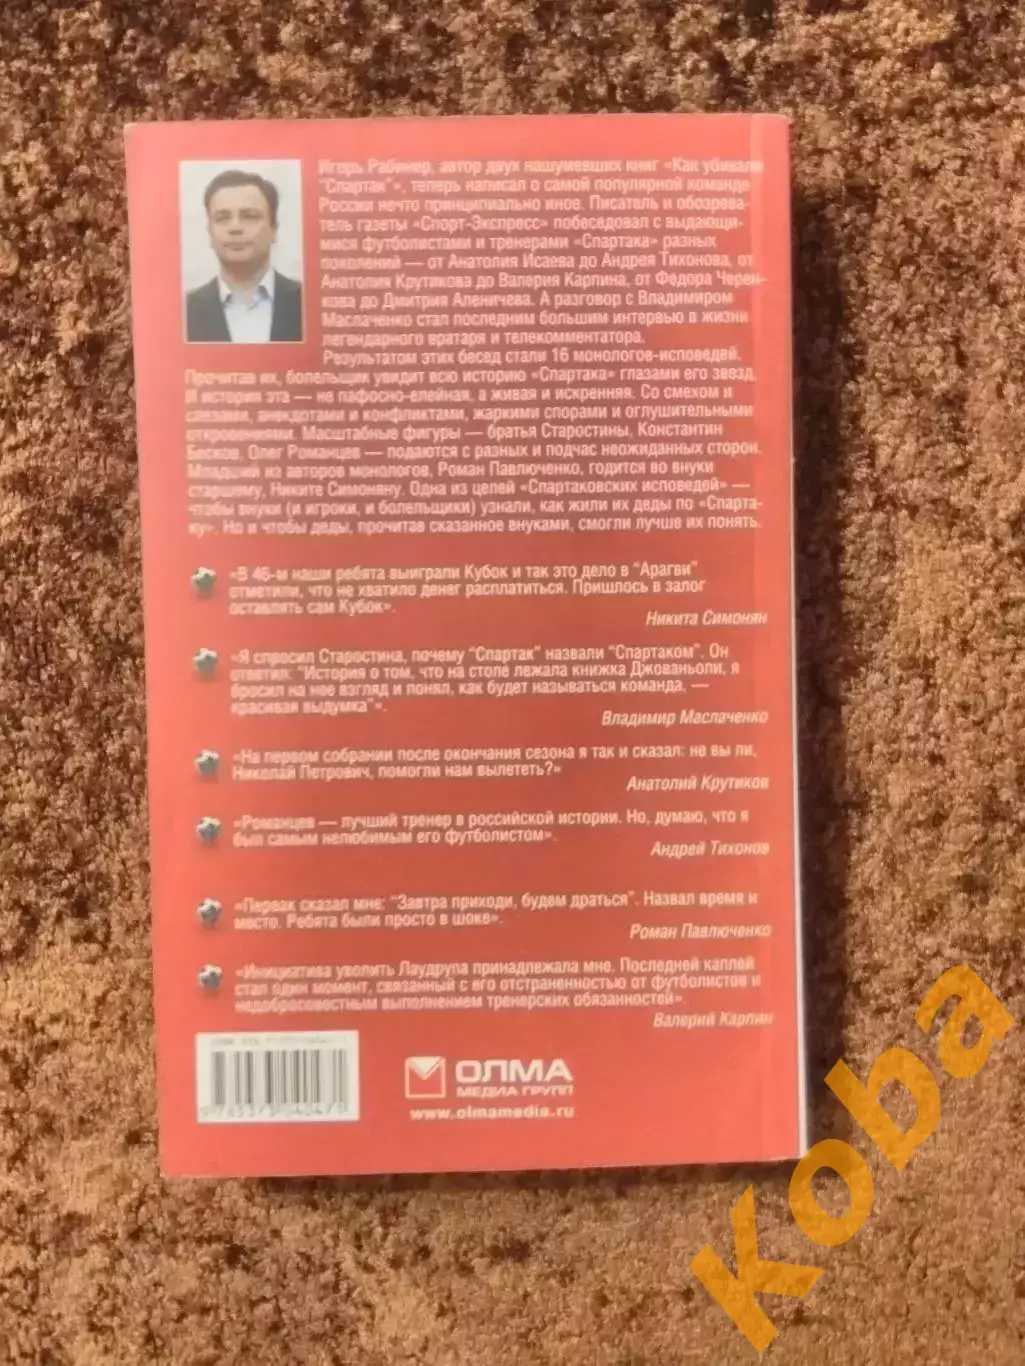 Игорь Рабинер, автор двух нашумевших книг «Как убивали
"Спартак"», теперь написал о самой популярной команде
России нечто принципиально иное. Писатель и обозрева-
тель газеты «Спорт-Экспресс» побеседовал с выдающи-
мися футболистами и тренерами «Спартака» разных
поколений — от Анатолия Исаева до Андрея Тихонова, от
Анатолия Крутикова до Валерия Карпина, от Федора Черен-
кова до Дмитрия Аленичева. А разговор с Владимиром
Маслаченко стал последним большим интервью в жизни
легендарного вратаря и телекомментатора.
Результатом этих бесед стали 16 монологов-исповедей.
Прочитав их, болельщик увидит всю историю «Спартака» глазами его звезд.
И история эта — не пафосно-елейная, а живая и искренняя. Со смехом и
слезами, анекдотами и конфликтами, жаркими спорами и оглушительными
откровениями. Масштабные фигуры — братья Старостины, Константин
Бесков, Олег Романцев — подаются с разных и подчас неожиданных сторон.
Младший из авторов монологов, Роман Павлюченко, годится во внуки
старшему, Никите Симоняну. Одна из целей «Спартаковских исповедей» —
чтобы внуки (и игроки, и болельщики) узнали, как жили их деды по «Спарта-
ку». Но и чтобы деды, прочитав сказанное внуками, смогли лучше их понять.
«В 46-м наши ребята выиграли Кубок и так это дело в "Арагви"
отметили, что не хватило денег расплатиться. Пришлось в залог
оставлять сам Кубок».
Никита Симонян
«Я спросил Старостина, почему "Спартак" назвали "Спартаком". Он
ответил: "История о том, что на столе лежала книжка Джованьоли, я
бросил на нее взгляд и понял, как будет называться команда, —
красивая выдумка"».
Владимир Маслаченко
«На первом собрании после окончания сезона я так и сказал: не вы ли,
Николай Петрович, помогли нам вылететь?»
Анатолий Крутиков
«Романцев — лучший тренер в российской истории. Но, думаю, что я
был самым нелюбимым его футболистом».
Андрей Тихонов
«Первак сказал мне: "Завтра приходи, будем драться". Назвал время и
место. Ребята были просто в шоке».
Роман Павлюченко
«Инициатива уволить Лаудрупа принадлежала мне. Последней каплей
стал один момент, связанный с его отстраненностью от футболистов и
недобросовестным выполнением тренерских обязанностей».
Валерий Карпин
ОЛМА
МЕДИА ГРУПП
www.olmamedia.ru
Koba